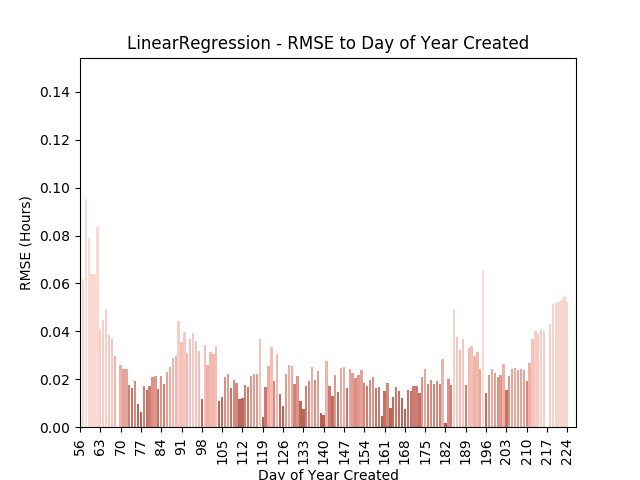 LinearRegression - RMSE to Day of Year Created
RMSE (Hours)
0.14
0.12
0.10
0.08
0.06
0.04
0.02
0.00
56 63 70 77 84 91 98 105 112 119 126 133 140 147 154 161 168 175 182 189 196 203 210 217 224
Day of Year Created